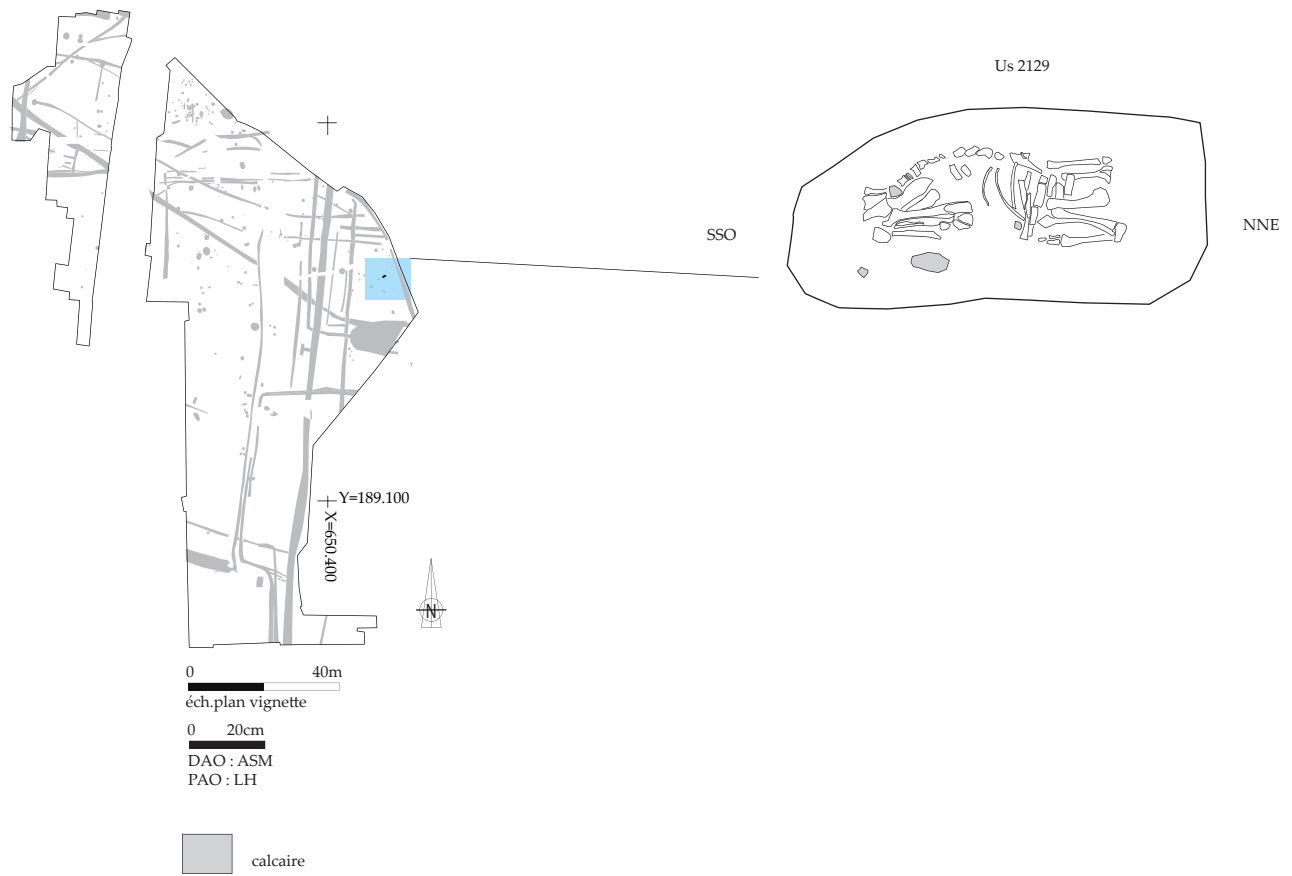 Us 2129
SSO
NNE
Y=189.100
X=650.400
N
0 40m
éch.plan vignette
0 20cm
DAO : ASM
PAO : LH
calcaire